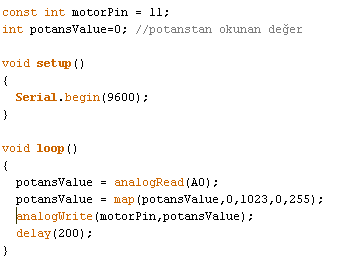 const int motorPin = 11;
int potansValue=0; //potanstan okunan değer
void setup()
{
Serial.begin(9600);
}
void loop()
{
potansValue = analogRead(A0);
potansValue = map(potansValue,0,1023,0,255);
analogWrite(motorPin,potansValue);
delay(200);
}